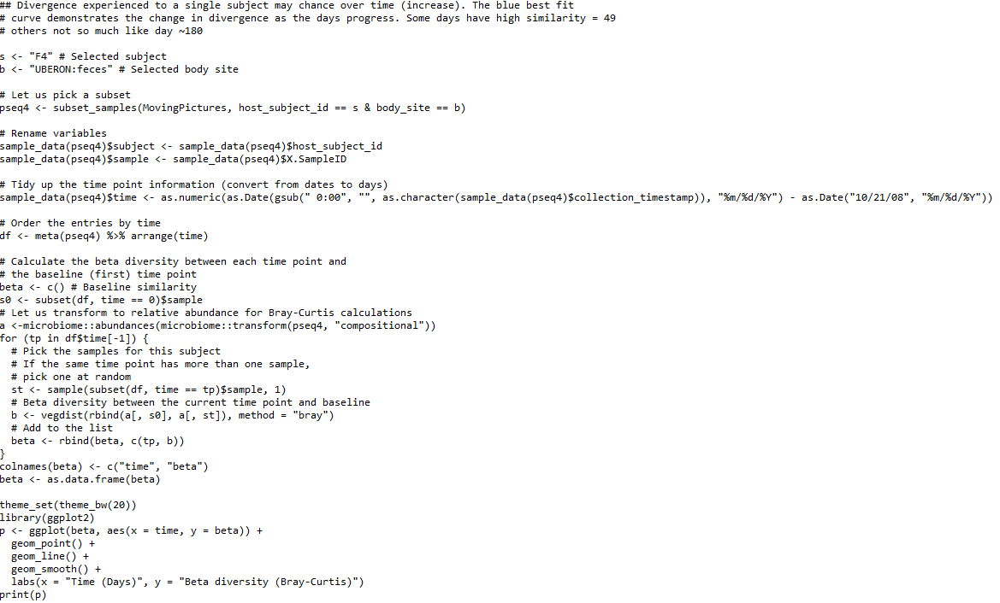 ## Divergence experienced to a single subject may chance over time (increase). The blue best fit
# curve demonstrates the change in divergence as the days progress. Some days have high similarity = 49
# others not so much like day ~180
s <- "F4" # Selected subject
b <- "UBERON:feces" # Selected body site
# Let us pick a subset
pseq4 <- subset_samples(MovingPictures, host_subject_id == s & body_site == b)
# Rename variables
sample_data(pseq4)$subject <- sample_data(pseq4)$host_subject_id
sample_data(pseq4)$sample <- sample_data(pseq4)$X.SampleID
# Tidy up the time point information (convert from dates to days)
sample_data(pseq4)$time <- as.numeric(as.Date(gsub(" 0:00", "", as.character(sample_data(pseq4)$collection_timestamp)), "%m/%d/%Y") - as.Date("10/21/08", "%m/%d/%Y"))
# Order the entries by time
df <- meta(pseq4) %>% arrange(time)
# Calculate the beta diversity between each time point and
# the baseline (first) time point
beta <- c() # Baseline similarity
s0 <- subset(df, time == 0)$sample
# Let us transform to relative abundance for Bray-Curtis calculations
a <-microbiome::abundances(microbiome::transform(pseq4, "compositional"))
for (tp in df$time[-1]) {
  # Pick the samples for this subject
  # If the same time point has more than one sample,
  # pick one at random
  st <- sample(subset(df, time == tp)$sample, 1)
  # Beta diversity between the current time point and baseline
  b <- vegdist(rbind(a[, s0], a[, st]), method = "bray")
  # Add to the list
  beta <- rbind(beta, c(tp, b))
}
colnames(beta) <- c("time", "beta")
beta <- as.data.frame(beta)
theme_set(theme_bw(20))
library(ggplot2)
p <- ggplot(beta, aes(x = time, y = beta)) +
  geom_point() +
  geom_line() +
  geom_smooth() +
  labs(x = "Time (Days)", y = "Beta diversity (Bray-Curtis)")
print(p)